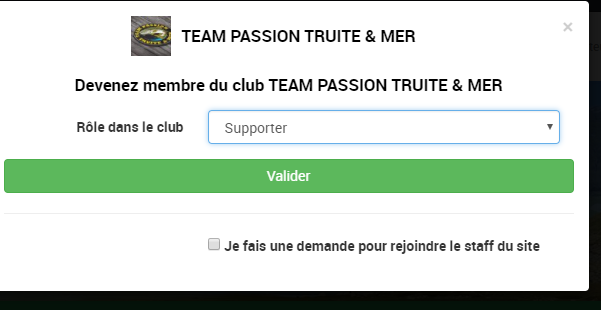 TEAM PASSION TRUITE & MER
×
Devenez membre du club TEAM PASSION TRUITE & MER
Rôle dans le club
Supporter
Valider
Je fais une demande pour rejoindre le staff du site